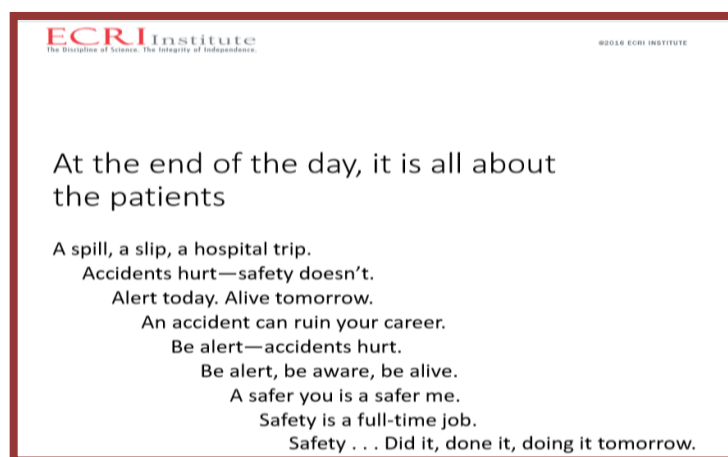 ECRI Institute
The Discipline of Science. The Integrity of Independence.
©2016 ECRI INSTITUTE
At the end of the day, it is all about
the patients
A spill, a slip, a hospital trip.
Accidents hurt—safety doesn’t.
Alert today. Alive tomorrow.
An accident can ruin your career.
Be alert—accidents hurt.
Be alert, be aware, be alive.
A safer you is a safer me.
Safety is a full-time job.
Safety . . . Did it, done it, doing it tomorrow.